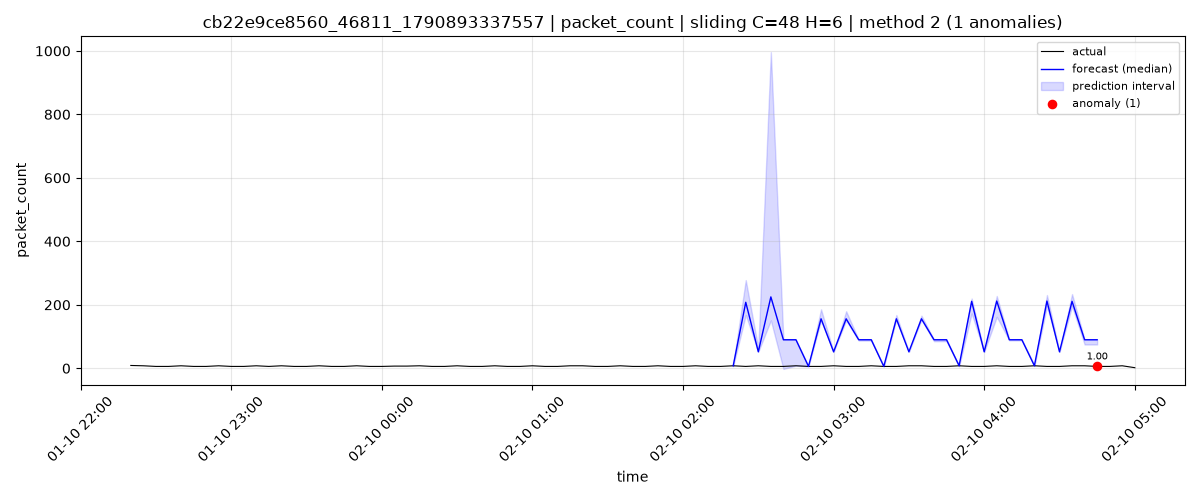 cb22e9ce8560_46811_1790893337557 | packet_count | sliding C=48 H=6 | method 2 (1 anomalies)
packet_count
1000
800
600
400
200
0
actual
forecast (median)
prediction interval
anomaly (1)
1.00
01-10 22:00
01-10 23:00
02-10 00:00
02-10 01:00
02-10 02:00
02-10 03:00
02-10 04:00
02-10 05:00
time